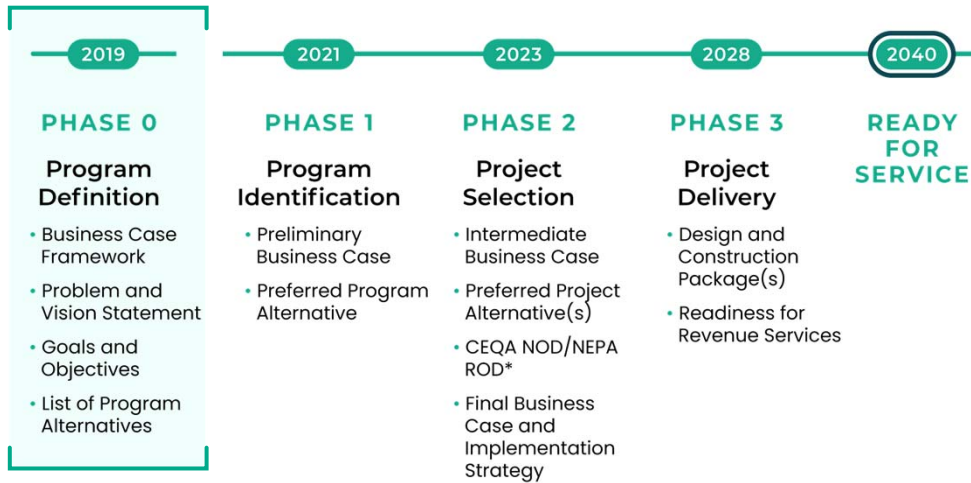 2019
PHASE 0
Program
Definition
• Business Case
Framework
• Problem and
Vision Statement
• Goals and
Objectives
• List of Program
Alternatives
2021
PHASE 1
Program
Identification
• Preliminary
Business Case
• Preferred Program
Alternative
2023
PHASE 2
Project
Selection
• Intermediate
Business Case
• Preferred Project
Alternative(s)
• CEQA NOD/NEPA
ROD*
• Final Business
Case and
Implementation
Strategy
2028
PHASE 3
Project
Delivery
• Design and
Construction
Package(s)
• Readiness for
Revenue Services
2040
READY
FOR
SERVICE